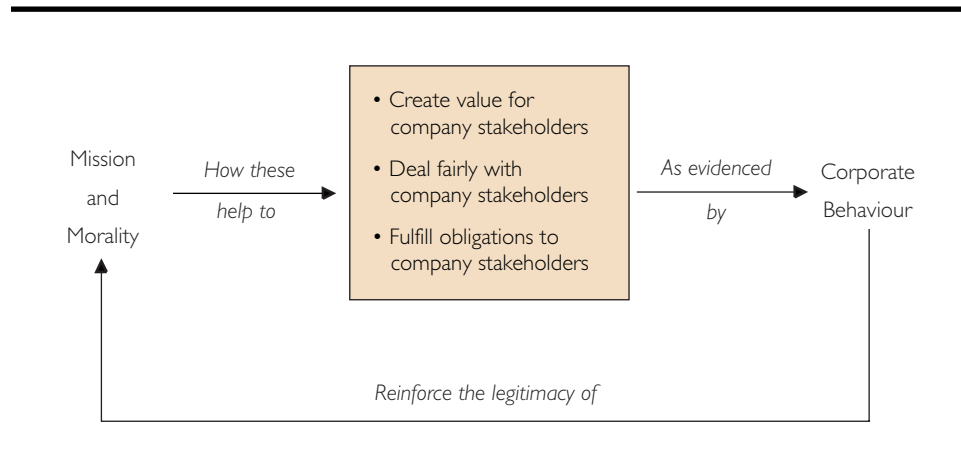 Mission
and
Morality
How these
help to
• Create value for
company stakeholders
• Deal fairly with
company stakeholders
• Fulfill obligations to
company stakeholders
As evidenced
by
Corporate
Behaviour
Reinforce the legitimacy of